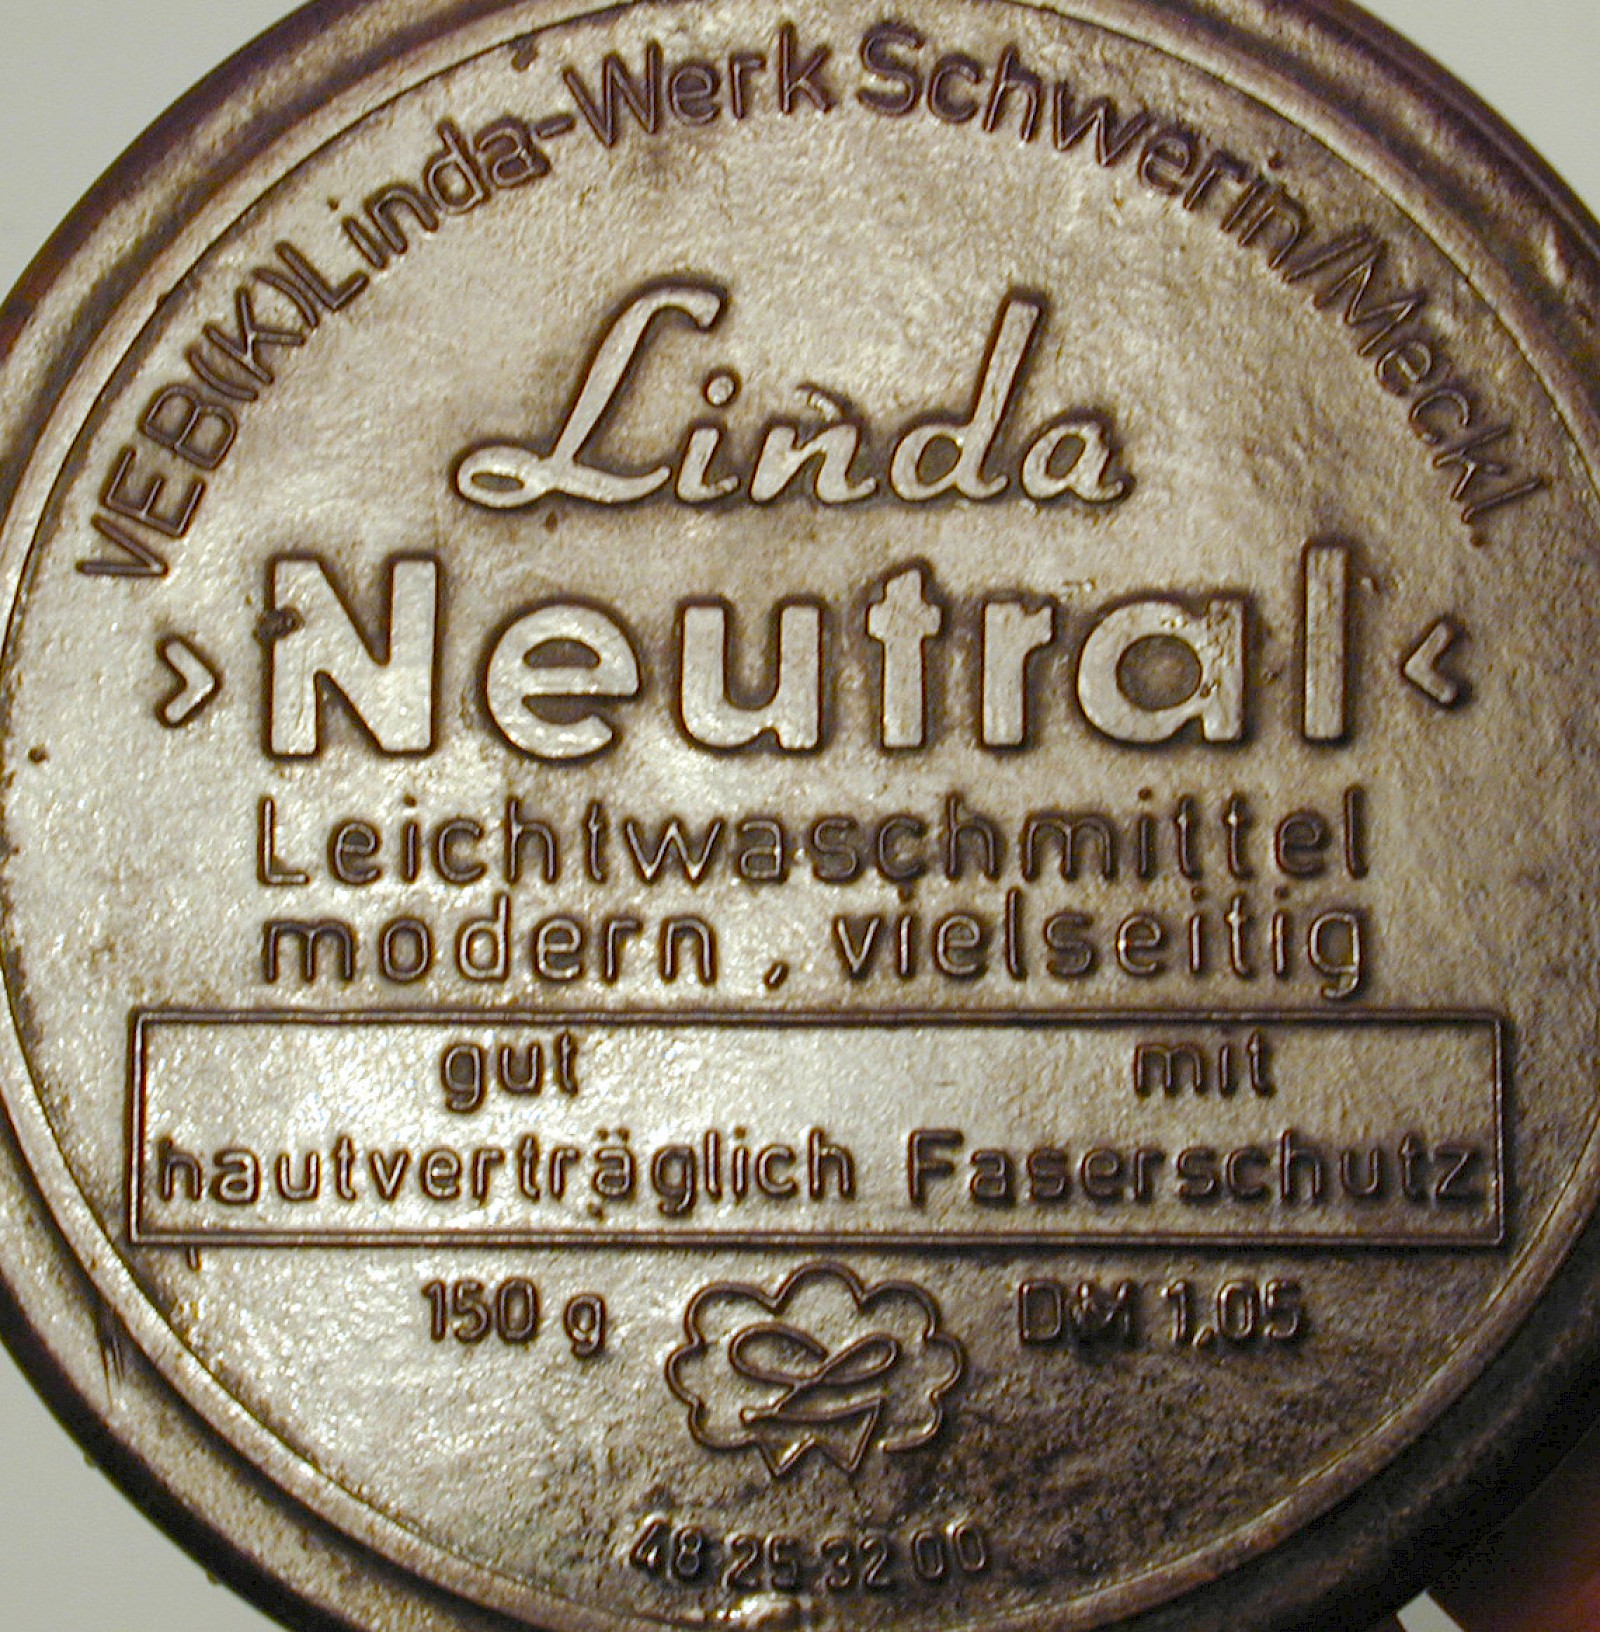 VEB(K)Linda-Werk Schwerin/Meckl.
Linda
>Neutral<
Leichtwaschmittel
modern, vielseitig
gut mit
hautverträglich Faserschutz
150 g DM 1,05
48 25 32 00